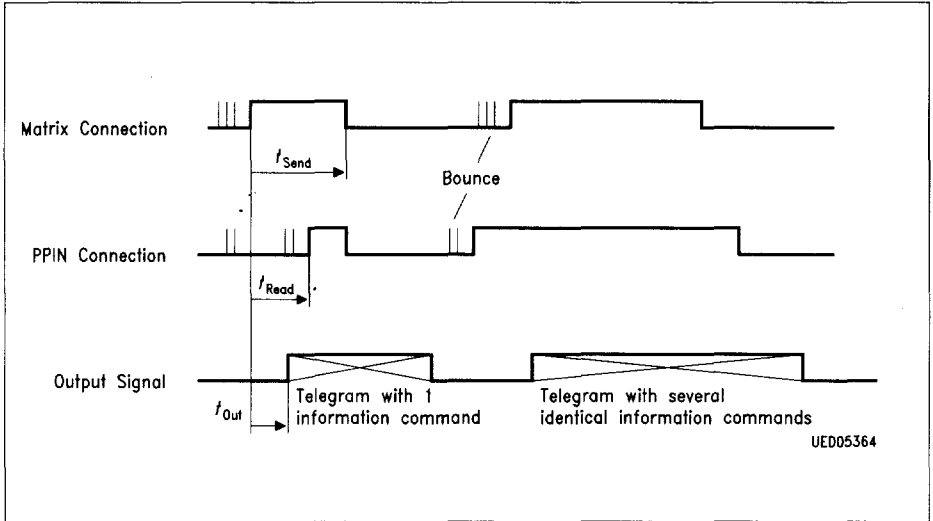 Matrix Connection
tSend
Bounce
PPIN Connection
tRead
Output Signal
tOut
Telegram with 1
information command
Telegram with several
identical information commands
UED05364